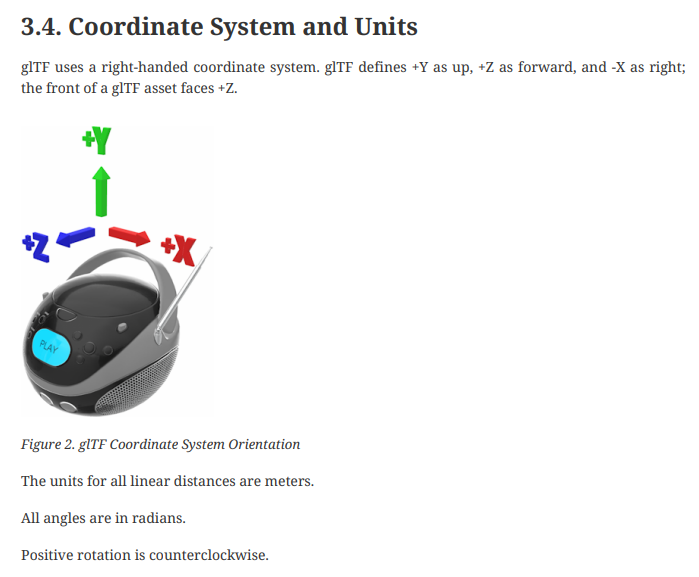 3.4. Coordinate System and Units
glTF uses a right-handed coordinate system. glTF defines +Y as up, +Z as forward, and -X as right;
the front of a glTF asset faces +Z.
+Y
+Z
+X
PLAY
Figure 2. glTF Coordinate System Orientation
The units for all linear distances are meters.
All angles are in radians.
Positive rotation is counterclockwise.